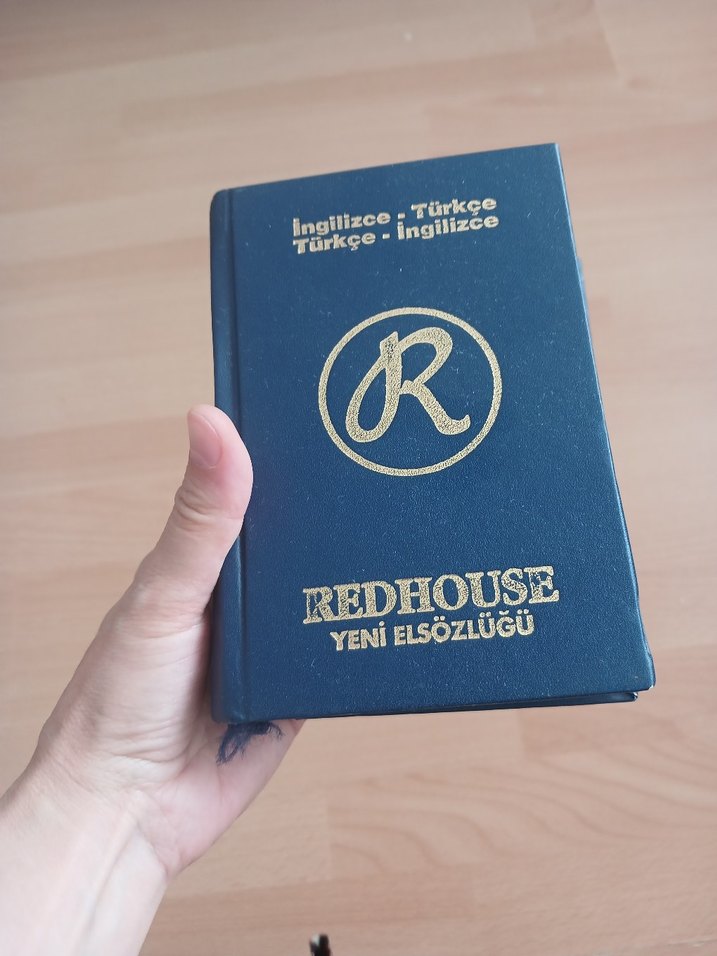 İngilizce - Türkçe
Türkçe - İngilizce
R
REDHOUSE
YENİ ELSÖZLÜĞÜ